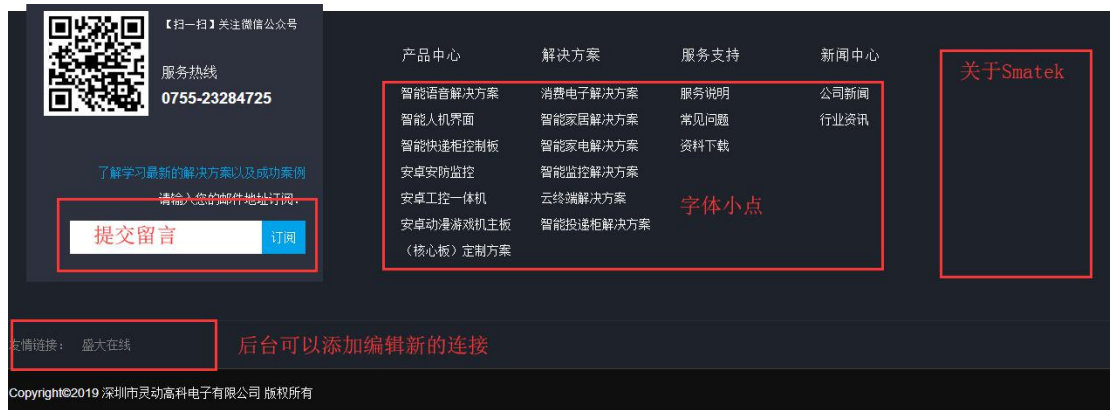 【扫一扫】关注微信公众号
服务热线
0755-23284725
了解学习最新的解决方案以及成功案例
请输入您的邮件地址订阅：
提交留言
订阅
产品中心
智能语音解决方案
智能人机界面
智能快递柜控制板
安卓安防监控
安卓工控一体机
安卓动漫游戏机主板
（核心板）定制方案
解决方案
消费电子解决方案
智能家居解决方案
智能家电解决方案
智能监控解决方案
云终端解决方案
智能投递柜解决方案
服务支持
服务说明
常见问题
资料下载
字体小点
新闻中心
公司新闻
行业资讯
关于Smatek
友情链接：
盛大在线
后台可以添加编辑新的连接
Copyright©2019 深圳市灵动高科电子有限公司 版权所有